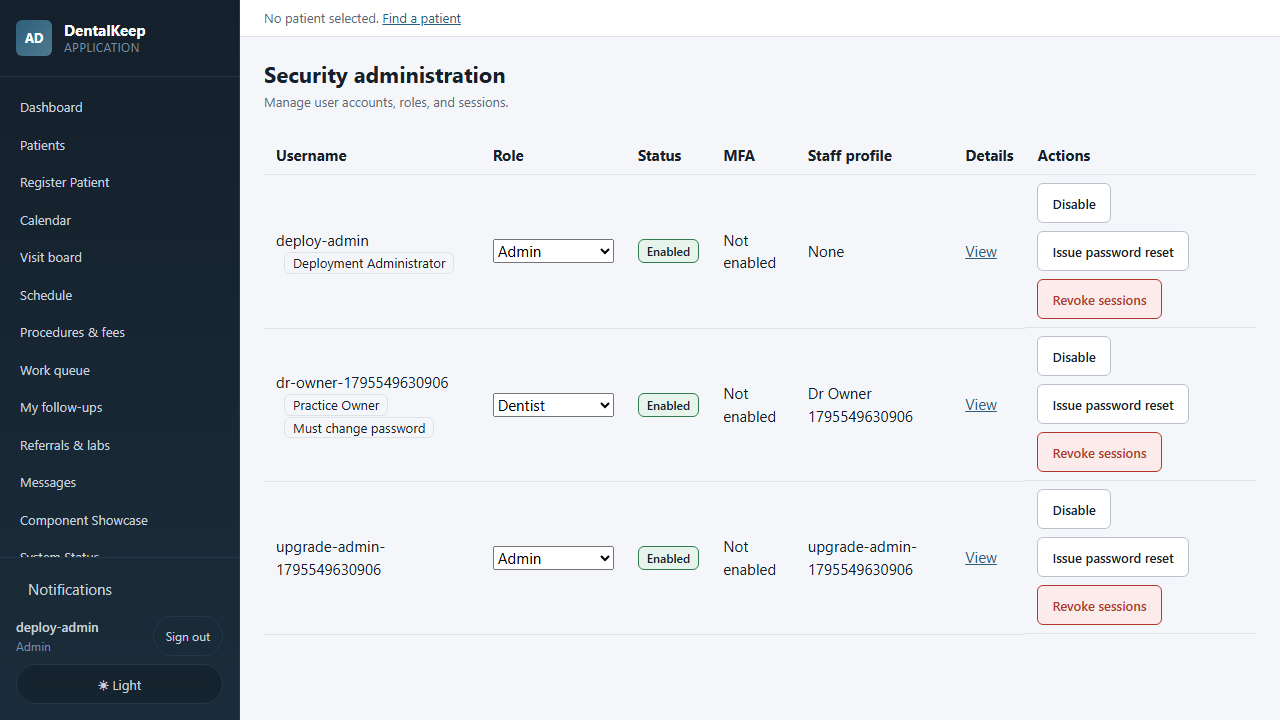 AD
DentalKeep
APPLICATION
Dashboard
Patients
Register Patient
Calendar
Visit board
Schedule
Procedures & fees
Work queue
My follow-ups
Referrals & labs
Messages
Component Showcase
System Status
Notifications
deploy-admin
Admin
Sign out
☀ Light
No patient selected. Find a patient
Security administration
Manage user accounts, roles, and sessions.
Username Role Status MFA Staff profile Details Actions
deploy-admin
Deployment Administrator
Admin
Enabled
Not
enabled
None
View
Disable
Issue password reset
Revoke sessions
dr-owner-1795549630906
Practice Owner
Must change password
Dentist
Enabled
Not
enabled
Dr Owner
1795549630906
View
Disable
Issue password reset
Revoke sessions
upgrade-admin-
1795549630906
Admin
Enabled
Not
enabled
upgrade-admin-
1795549630906
View
Disable
Issue password reset
Revoke sessions